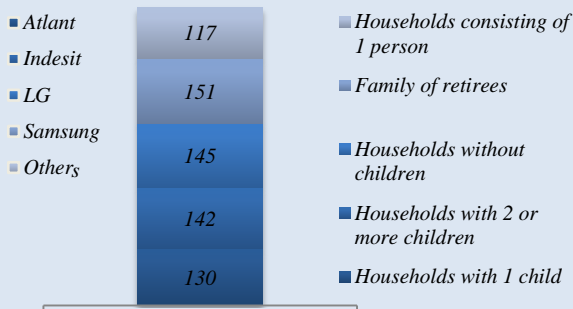 Atlant
Indesit
LG
Samsung
Others
117
151
145
142
130
Households consisting of
1 person
Family of retirees
Households without
children
Households with 2 or
more children
Households with 1 child